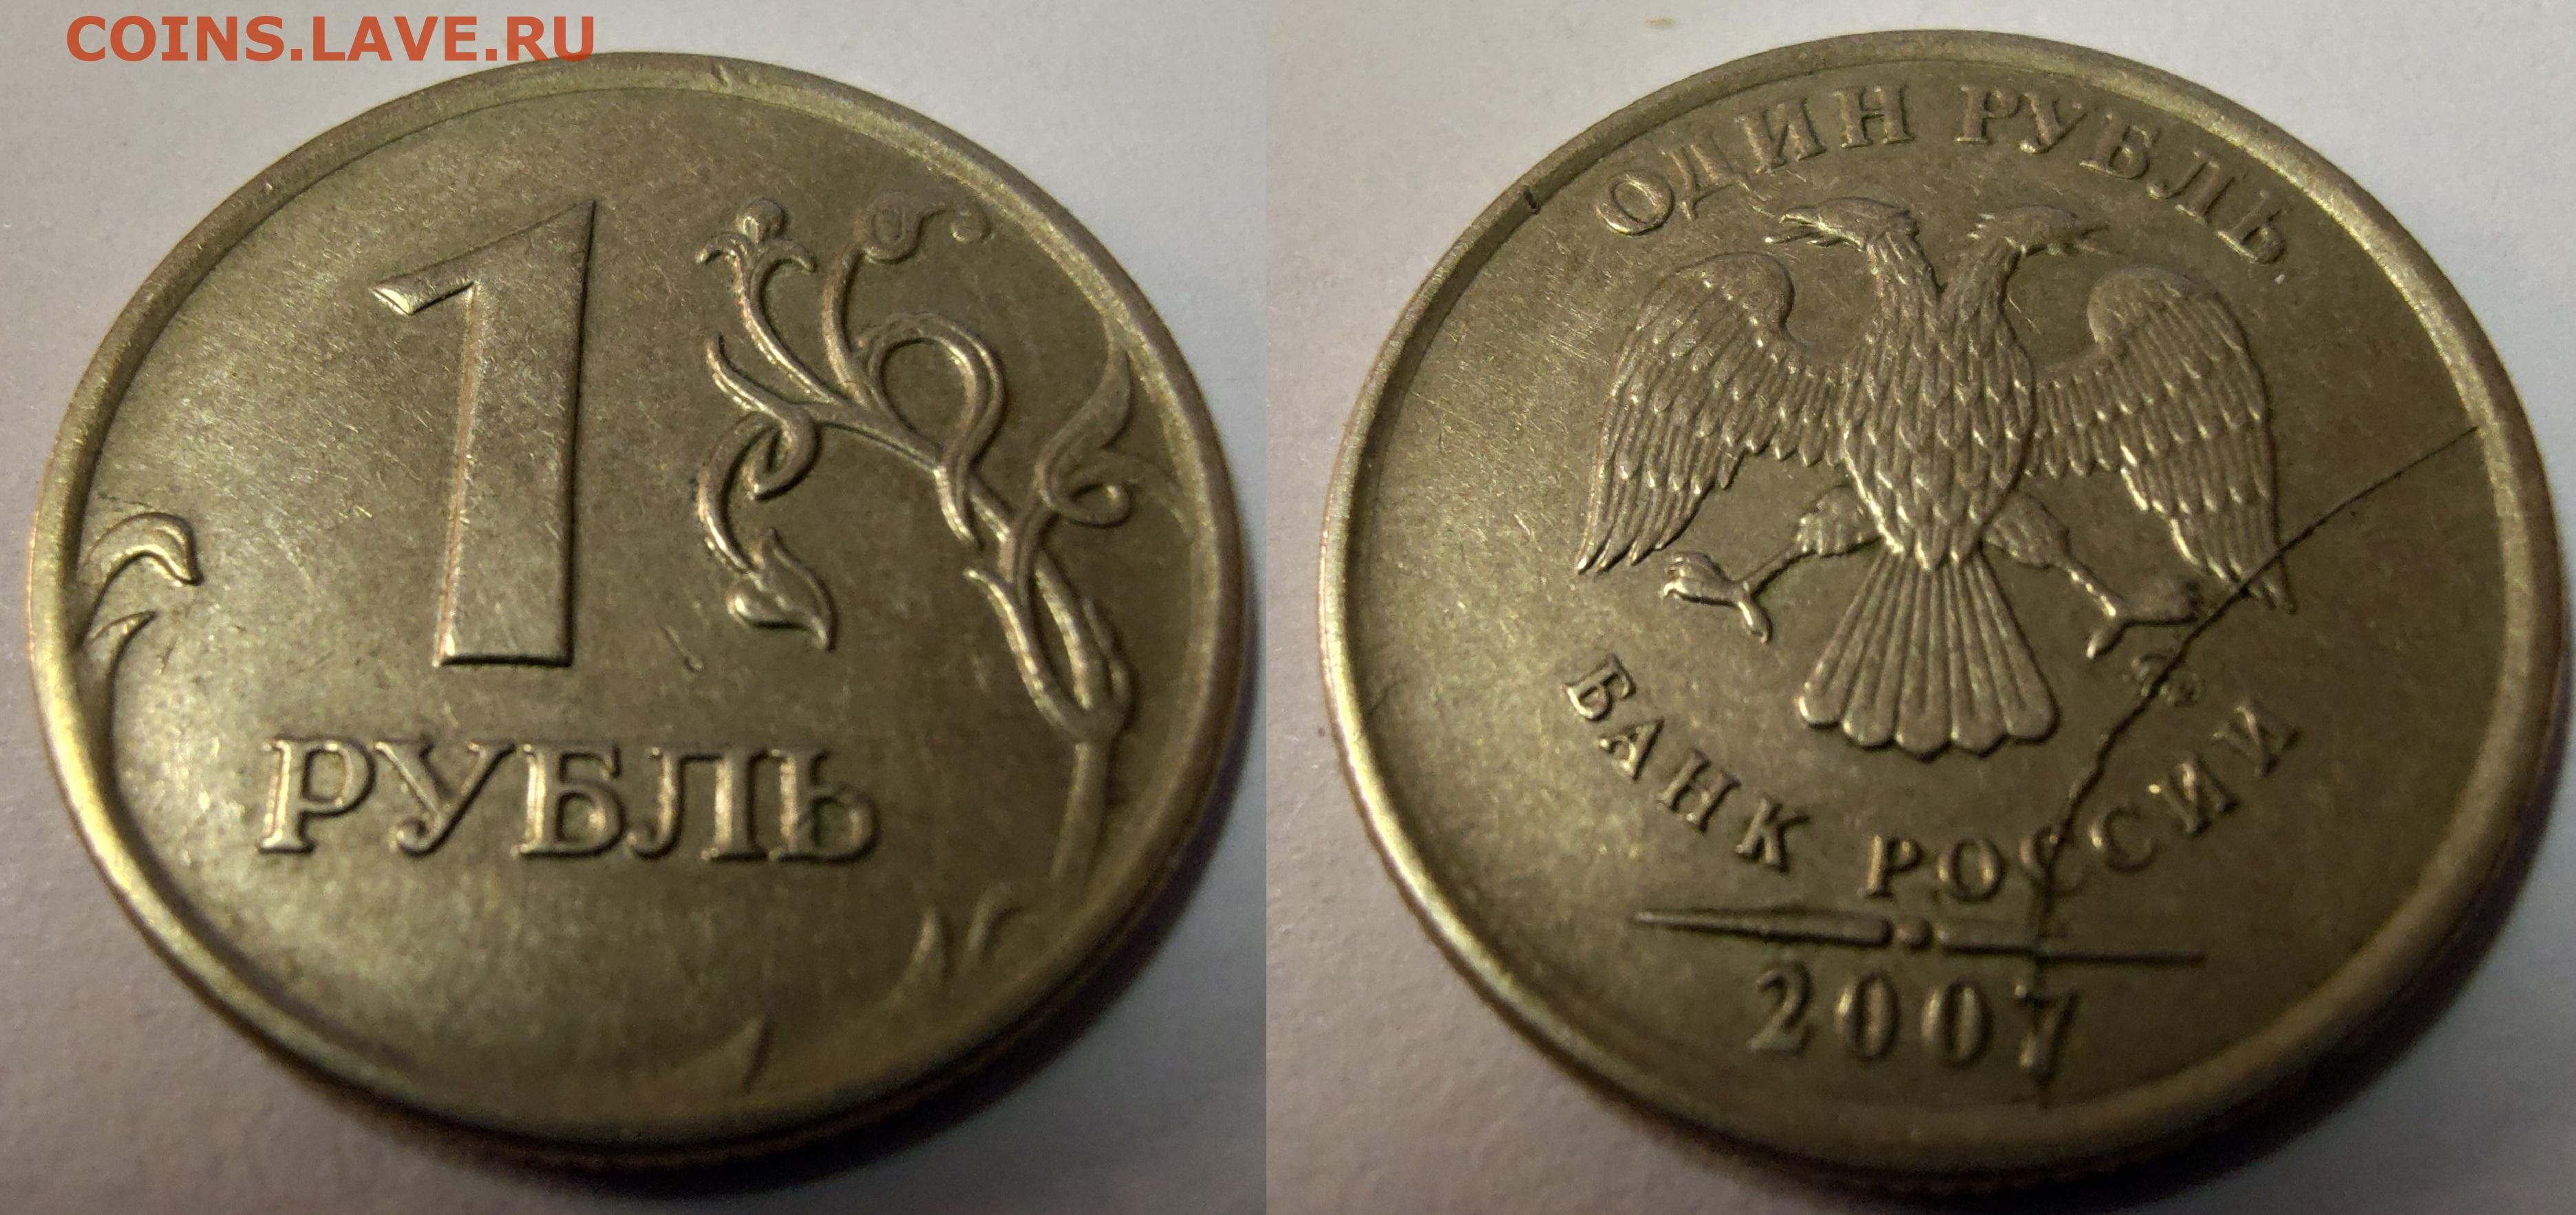 COINS.LAVE.RU
1
РУБЛЬ
ОДИН РУБЛЬ
БАНК РОССИИ
2007